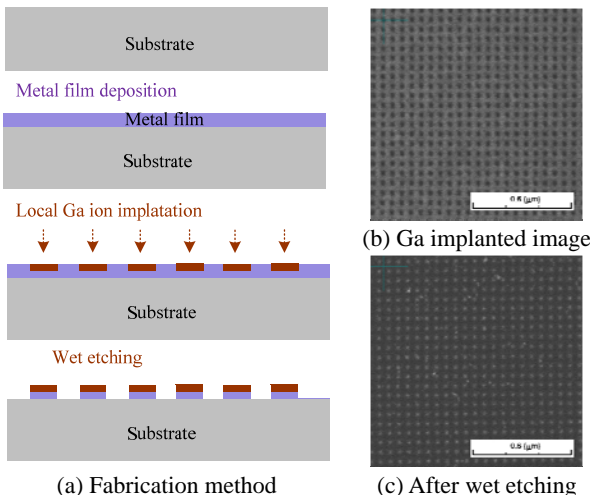 Substrate
Metal film deposition
Metal film
Substrate
Local Ga ion implatation
Substrate
Wet etching
Substrate
(a) Fabrication method
0.5 (μm)
(b) Ga implanted image
0.5 (μm)
(c) After wet etching